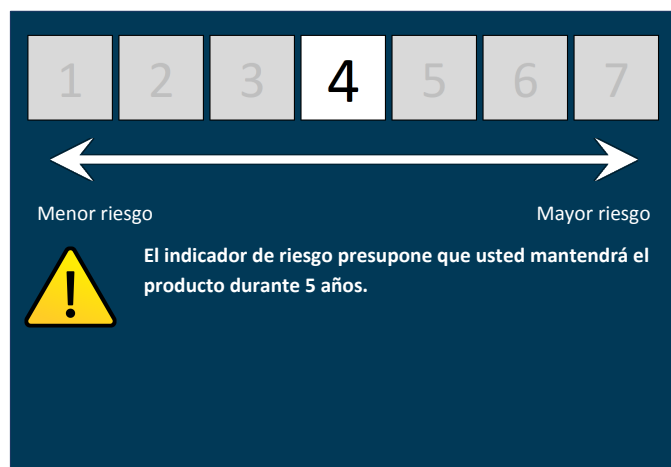 1 2 3 4 5 6 7
Menor riesgo Mayor riesgo
El indicador de riesgo presupone que usted mantendrá el
producto durante 5 años.